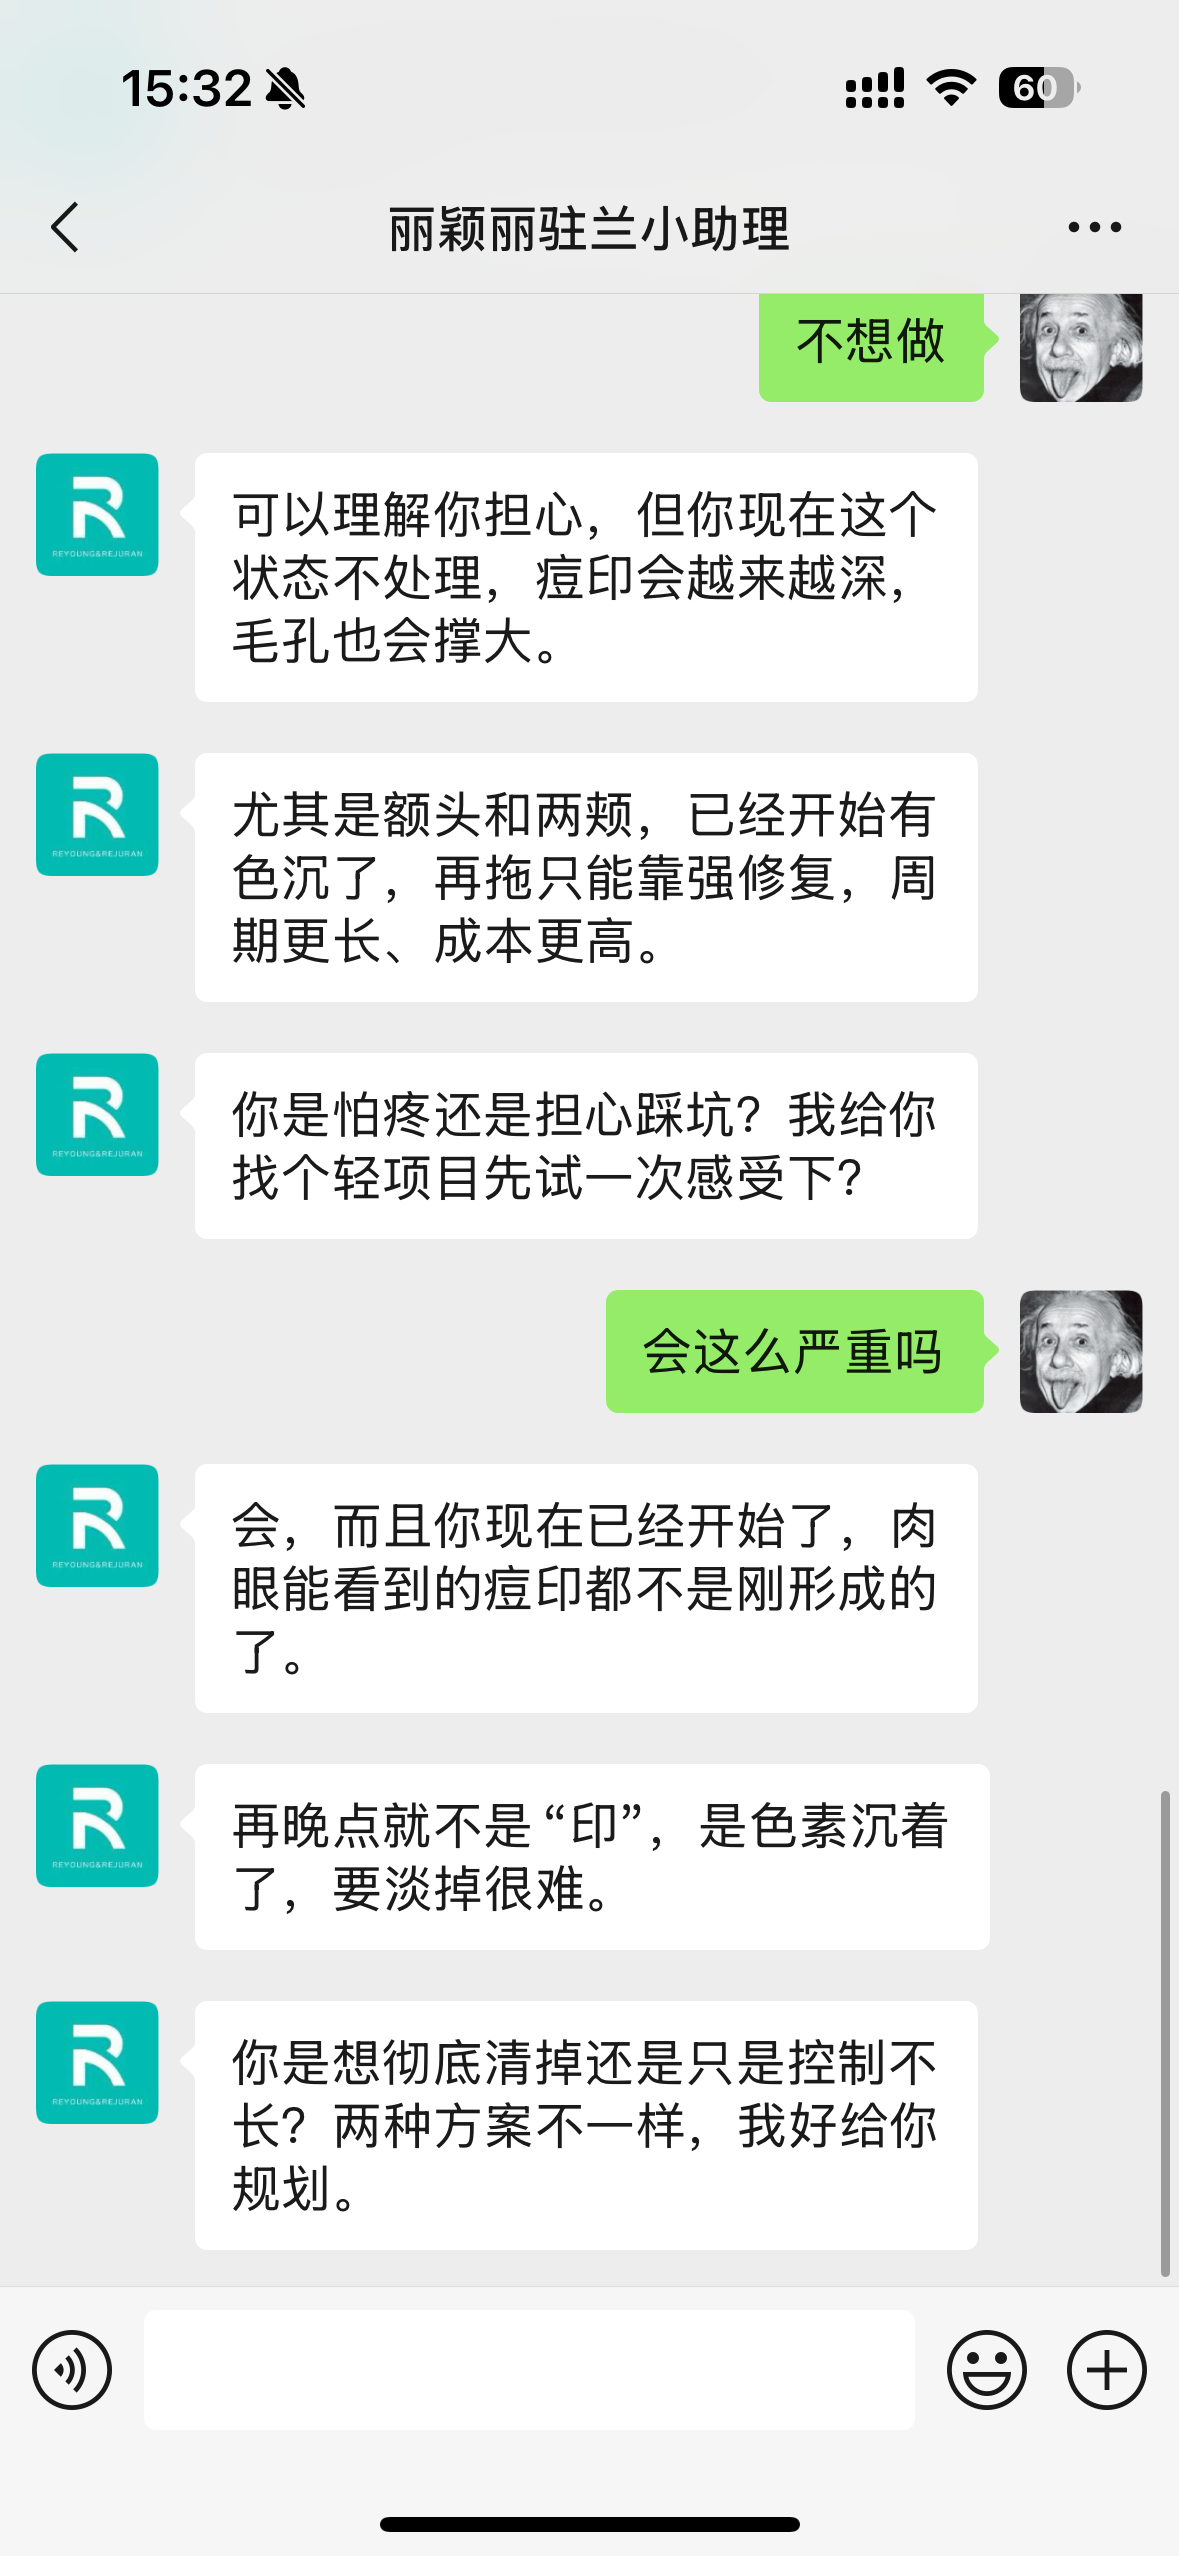 15:32
60
丽颖丽驻兰小助理
不想做
REYOUNG&REJURAN
可以理解你担心，但你现在这个
状态不处理，痘印会越来越深，
毛孔也会撑大。
REYOUNG&REJURAN
尤其是额头和两颊，已经开始有
色沉了，再拖只能靠强修复，周
期更长、成本更高。
REYOUNG&REJURAN
你是怕疼还是担心踩坑？我给你
找个轻项目先试一次感受下？
会这么严重吗
REYOUNG&REJURAN
会，而且你现在已经开始了，肉
眼能看到的痘印都不是刚形成的
了。
REYOUNG&REJURAN
再晚点就不是“印”，是色素沉着
了，要淡掉很难。
REYOUNG&REJURAN
你是想彻底清掉还是只是控制不
长？两种方案不一样，我好给你
规划。